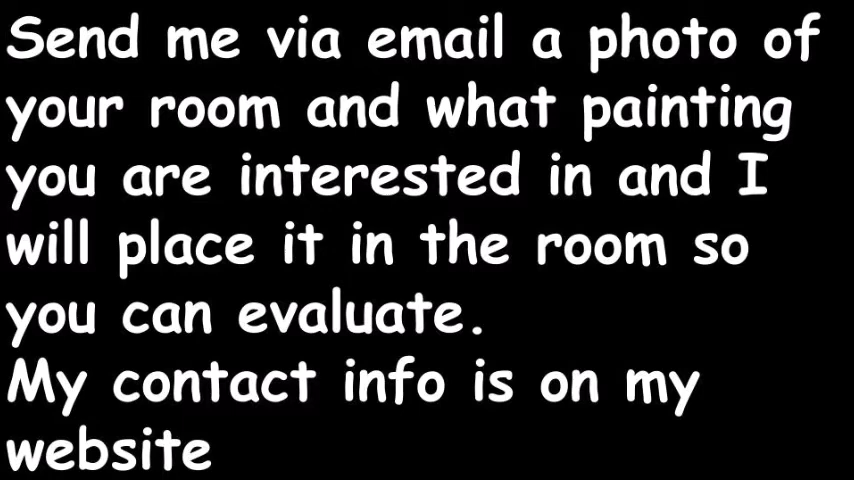 Send me via email a photo of
your room and what painting
you are interested in and I
will place it in the room so
you can evaluate.
My contact info is on my
website